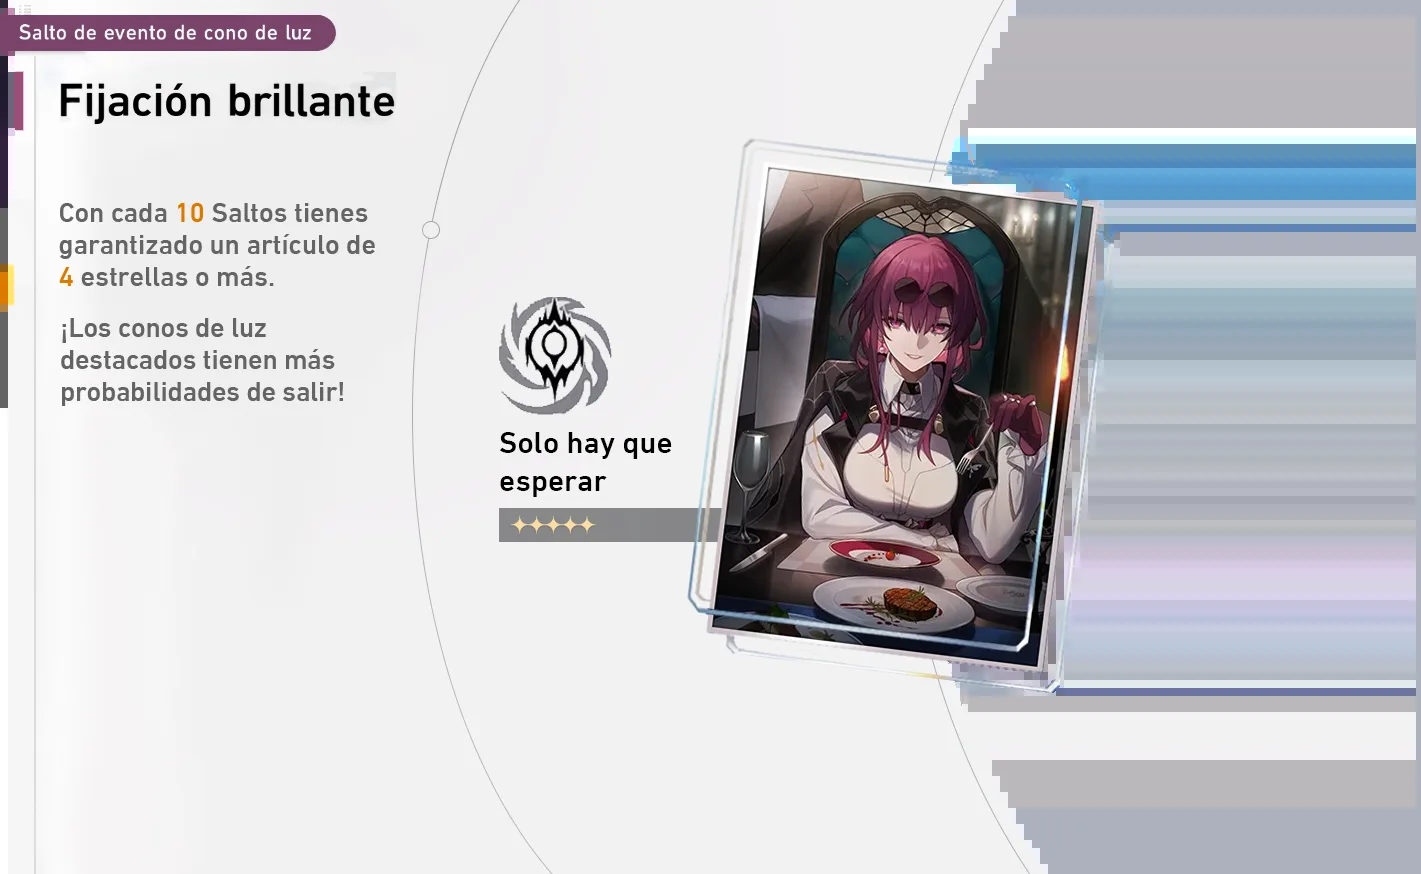 Salto de evento de cono de luz
Fijación brillante
Con cada 10 Saltos tienes
garantizado un artículo de
4 estrellas o más.
¡Los conos de luz
destacados tienen más
probabilidades de salir!
Solo hay que
esperar